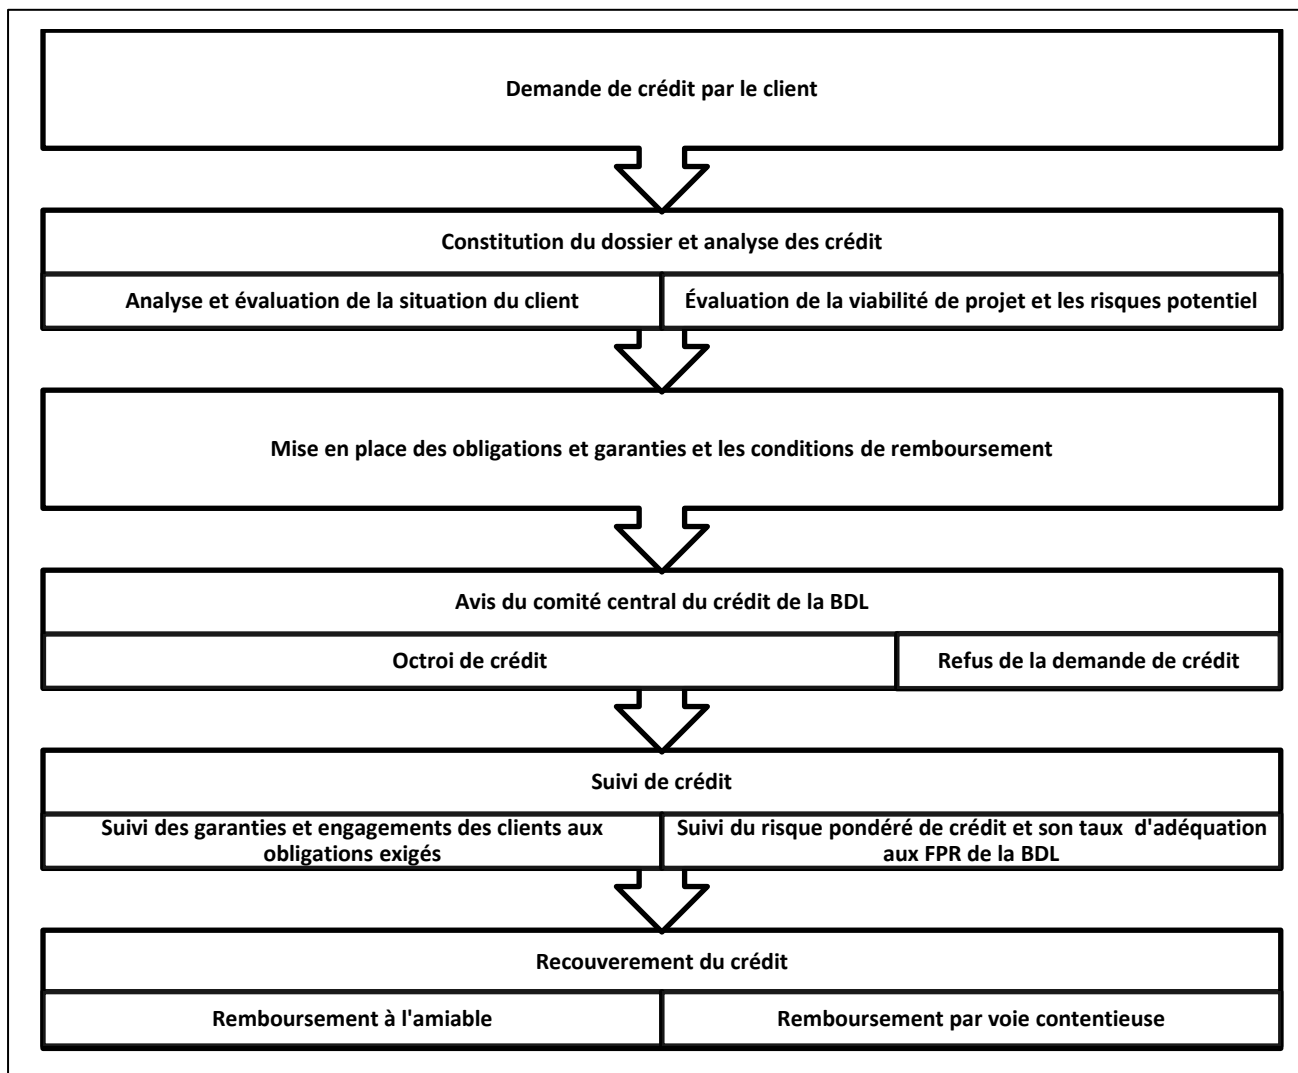 Demande de crédit par le client
Constitution du dossier et analyse des crédit
Analyse et évaluation de la situation du client
Évaluation de la viabilité de projet et les risques potentiel
Mise en place des obligations et garanties et les conditions de remboursement
Avis du comité central du crédit de la BDL
Octroi de crédit
Refus de la demande de crédit
Suivi de crédit
Suivi des garanties et engagements des clients aux
obligations exigés
Suivi du risque pondéré de crédit et son taux d'adéquation
aux FPR de la BDL
Recouverement du crédit
Remboursement à l'amiable
Remboursement par voie contentieuse